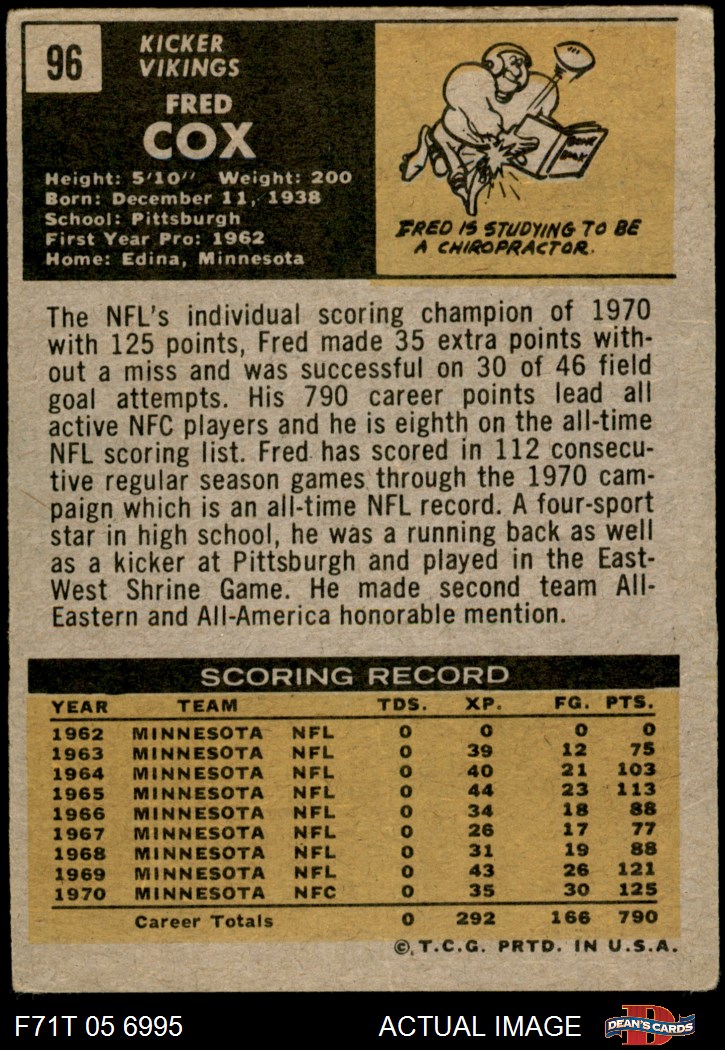 96
KICKER
VIKINGS
FRED
COX
Height: 5'10" Weight: 200
Born: December 11, 1938
School: Pittsburgh
First Year Pro: 1962
Home: Edina, Minnesota
BONE
BOOK
FRED IS STUDYING TO BE
A CHIROPRACTOR.
The NFL's individual scoring champion of 1970
with 125 points, Fred made 35 extra points with-
out a miss and was successful on 30 of 46 field
goal attempts. His 790 career points lead all
active NFC players and he is eighth on the all-time
NFL scoring list. Fred has scored in 112 consecu-
tive regular season games through the 1970 cam-
paign which is an all-time NFL record. A four-sport
star in high school, he was a running back as well
as a kicker at Pittsburgh and played in the East-
West Shrine Game. He made second team All-
Eastern and All-America honorable mention.
SCORING RECORD
YEAR TEAM TDS. XP. FG. PTS.
1962 MINNESOTA NFL 0 0 0 0
1963 MINNESOTA NFL 0 39 12 75
1964 MINNESOTA NFL 0 40 21 103
1965 MINNESOTA NFL 0 44 23 113
1966 MINNESOTA NFL 0 34 18 88
1967 MINNESOTA NFL 0 26 17 77
1968 MINNESOTA NFL 0 31 19 88
1969 MINNESOTA NFL 0 43 26 121
1970 MINNESOTA NFC 0 35 30 125
Career Totals 0 292 166 790
©, T.C.G. PRTD. IN U.S.A.
F71T 05 6995 ACTUAL IMAGE
D
DEAN'S CARDS